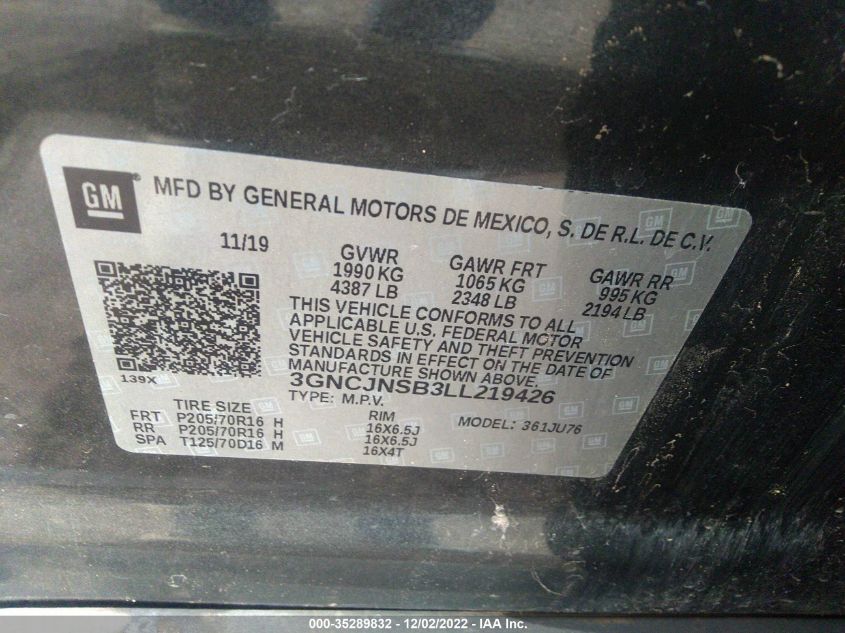 GM
MFD BY GENERAL MOTORS DE MEXICO, S. DE R.L. DE C.V.
11/19
GVWR
1990 KG
4387 LB
GAWR FRT
1065 KG
2348 LB
GAWR RR
995 KG
2194 LB
THIS VEHICLE CONFORMS TO ALL
APPLICABLE U.S. FEDERAL MOTOR
VEHICLE SAFETY AND THEFT PREVENTION
STANDARDS IN EFFECT ON THE DATE OF
MANUFACTURE SHOWN ABOVE.
139X
3GNCJNSB3LL219426
TYPE: M.P.V.
MODEL: 361JU76
TIRE SIZE RIM
FRT P205/70R16 H 16X6.5J
RR P205/70R16 H 16X6.5J
SPA T125/70D16 M 16X4T
000-35289832 - 12/02/2022 - IAA Inc.